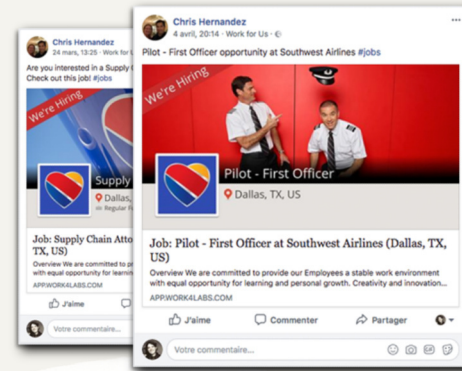 Chris Hernandez
24 mars, 13:25 · Work for U
Are you interested in a Supply
Check out this job! #jobs
We're Hiring
Supply
Dallas,
Regular
Job: Supply Chain Atto
TX, US)
Overview We are committed to
with equal opportunity for learnin
APP.WORK4LABS.COM
J'aime
Votre commentaire...
Chris Hernandez
4 avril, 20:14 · Work for Us ·
Pilot - First Officer opportunity at Southwest Airlines #jobs
We're Hiring
Pilot - First Officer
Dallas, TX, US
Job: Pilot - First Officer at Southwest Airlines (Dallas, TX,
US)
Overview We are committed to provide our Employees a stable work environment
with equal opportunity for learning and personal growth. Creativity and innovation...
APP.WORK4LABS.COM
J'aime Commenter Partager
Votre commentaire...
GIF